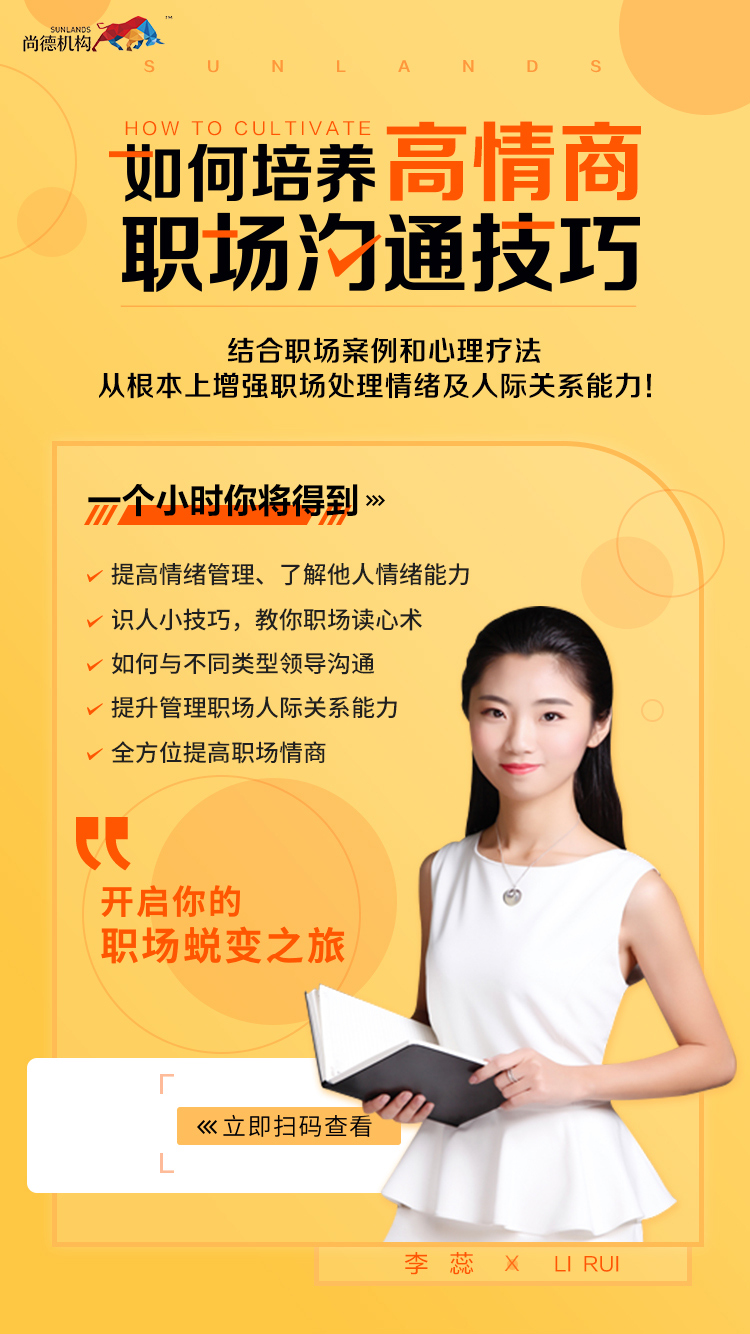 SUNLANDS
尚德机构
TM
SUNLANDS
HOW TO CULTIVATE
如何培养高情商
职场沟通技巧
结合职场案例和心理疗法
从根本上增强职场处理情绪及人际关系能力！
一个小时你将得到
提高情绪管理、了解他人情绪能力
识人小技巧，教你职场读心术
如何与不同类型领导沟通
提升管理职场人际关系能力
全方位提高职场情商
开启你的
职场蜕变之旅
立即扫码查看
李蕊 X LI RUI